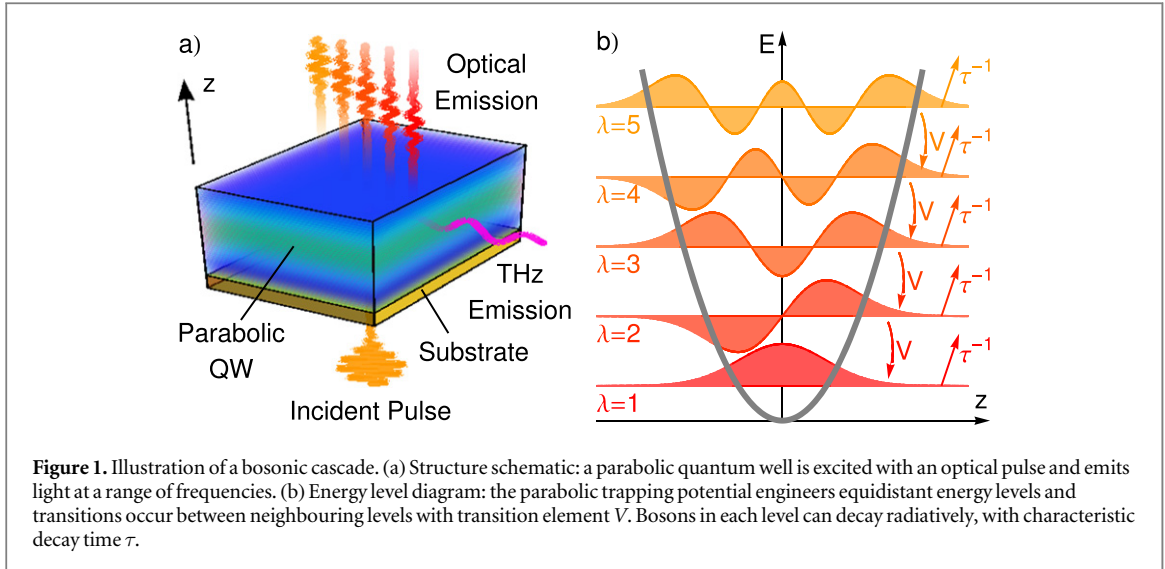 a)
z
Optical
Emission
THz
Emission
Parabolic
QW
Substrate
Incident Pulse
b)
E
τ⁻¹
λ=5
V
τ⁻¹
λ=4
V
τ⁻¹
λ=3
V
τ⁻¹
λ=2
V
τ⁻¹
λ=1
z
Figure 1. Illustration of a bosonic cascade. (a) Structure schematic: a parabolic quantum well is excited with an optical pulse and emits
light at a range of frequencies. (b) Energy level diagram: the parabolic trapping potential engineers equidistant energy levels and
transitions occur between neighbouring levels with transition element V. Bosons in each level can decay radiatively, with characteristic
decay time τ.